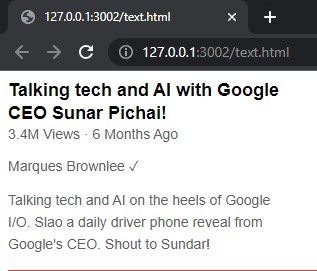 127.0.0.1:3002/text.html
127.0.0.1:3002/text.html
Talking tech and AI with Google
CEO Sunar Pichai!
3.4M Views · 6 Months Ago
Marques Brownlee ✓
Talking tech and AI on the heels of Google
I/O. Slao a daily driver phone reveal from
Google's CEO. Shout to Sundar!